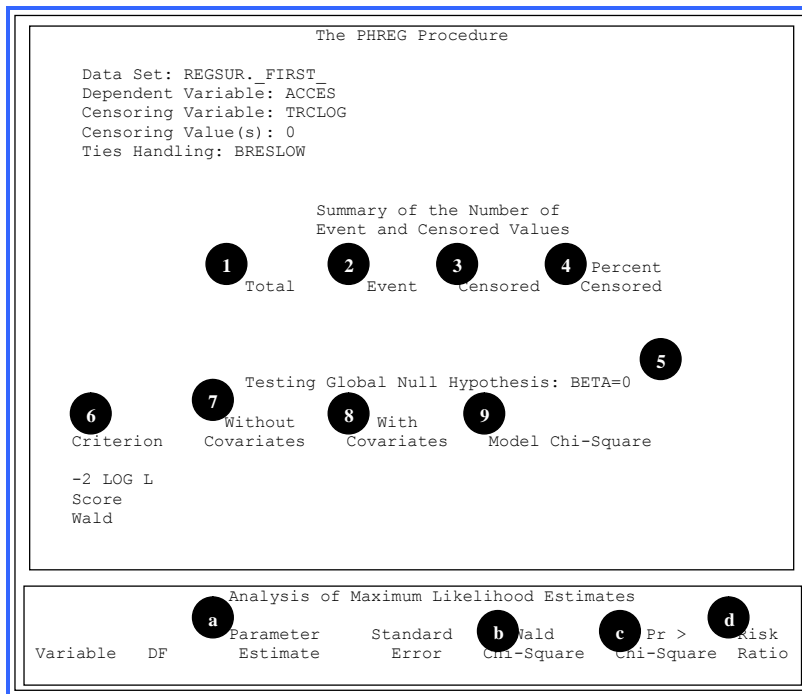 The PHREG Procedure
Data Set: REGSUR._FIRST_
Dependent Variable: ACCES
Censoring Variable: TRCLOG
Censoring Value(s): 0
Ties Handling: BRESLOW
Summary of the Number of
Event and Censored Values
1 2 3 4 Percent
Total Event Censored Censored
5
Testing Global Null Hypothesis: BETA=0
6 7 Without 8 With 9
Criterion Covariates Covariates Model Chi-Square
-2 LOG L
Score
Wald
Analysis of Maximum Likelihood Estimates
a Parameter Standard b Wald c Pr > d Risk
Variable DF Estimate Error Chi-Square Chi-Square Ratio